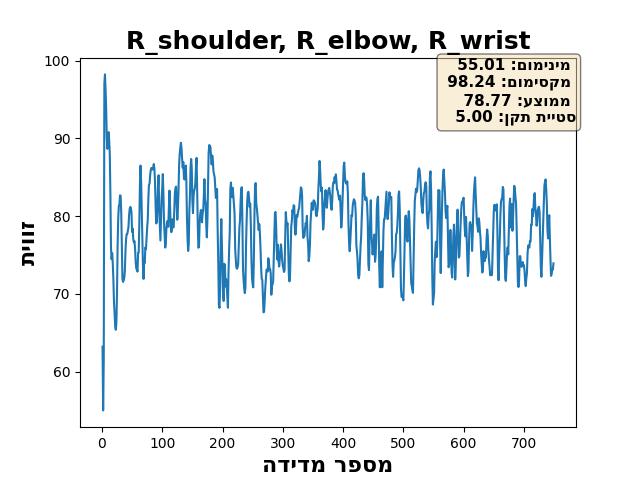 R_shoulder, R_elbow, R_wrist
מינימום: 55.01
מקסימום: 98.24
ממוצע: 78.77
סטיית תקן: 5.00
100
90
80
70
60
זווית
0 100 200 300 400 500 600 700
מספר מדידה